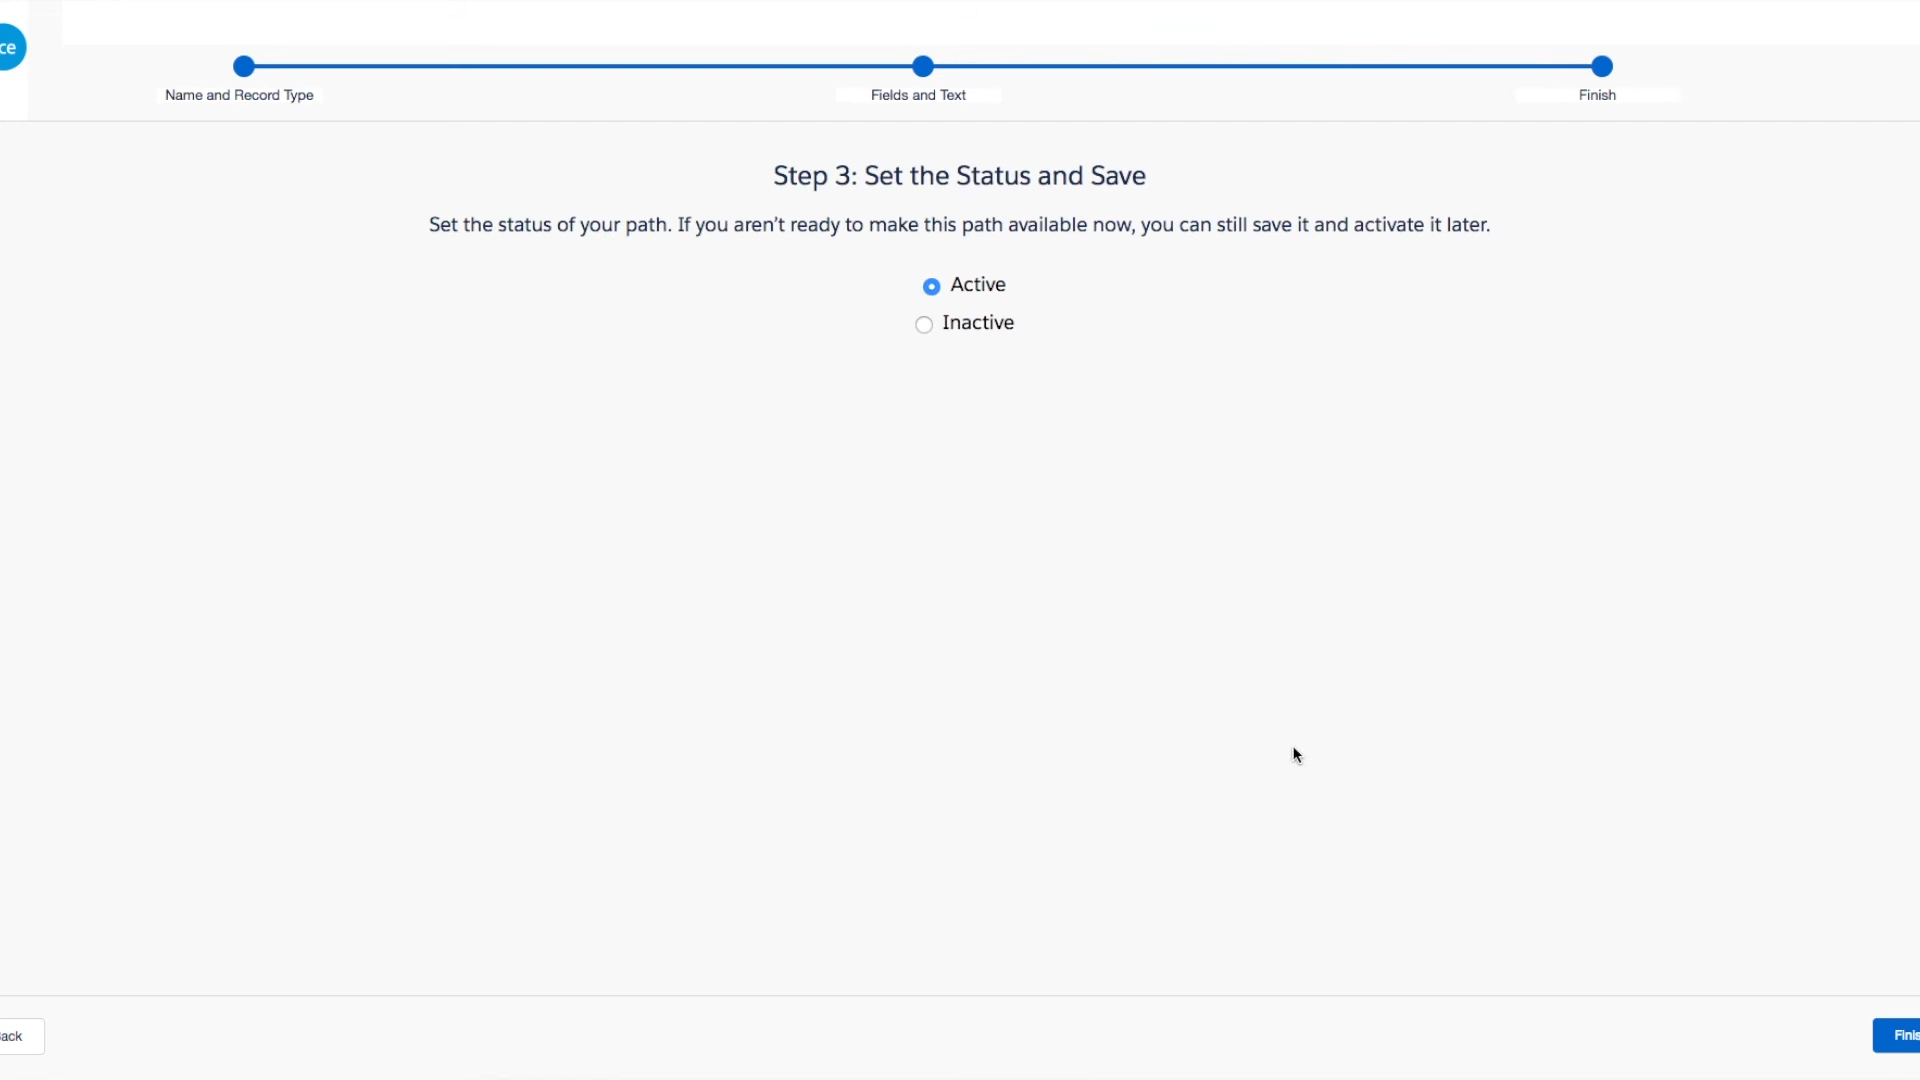 ce
Name and Record Type
Fields and Text
Finish
Step 3: Set the Status and Save
Set the status of your path. If you aren’t ready to make this path available now, you can still save it and activate it later.
Active
Inactive
ack
Finis